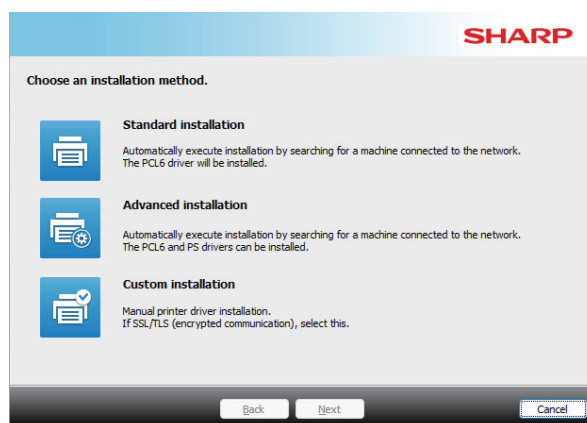 SHARP
Choose an installation method.
Standard installation
Automatically execute installation by searching for a machine connected to the network.
The PCL6 driver will be installed.
Advanced installation
Automatically execute installation by searching for a machine connected to the network.
The PCL6 and PS drivers can be installed.
Custom installation
Manual printer driver installation.
If SSL/TLS (encrypted communication), select this.
Back Next Cancel